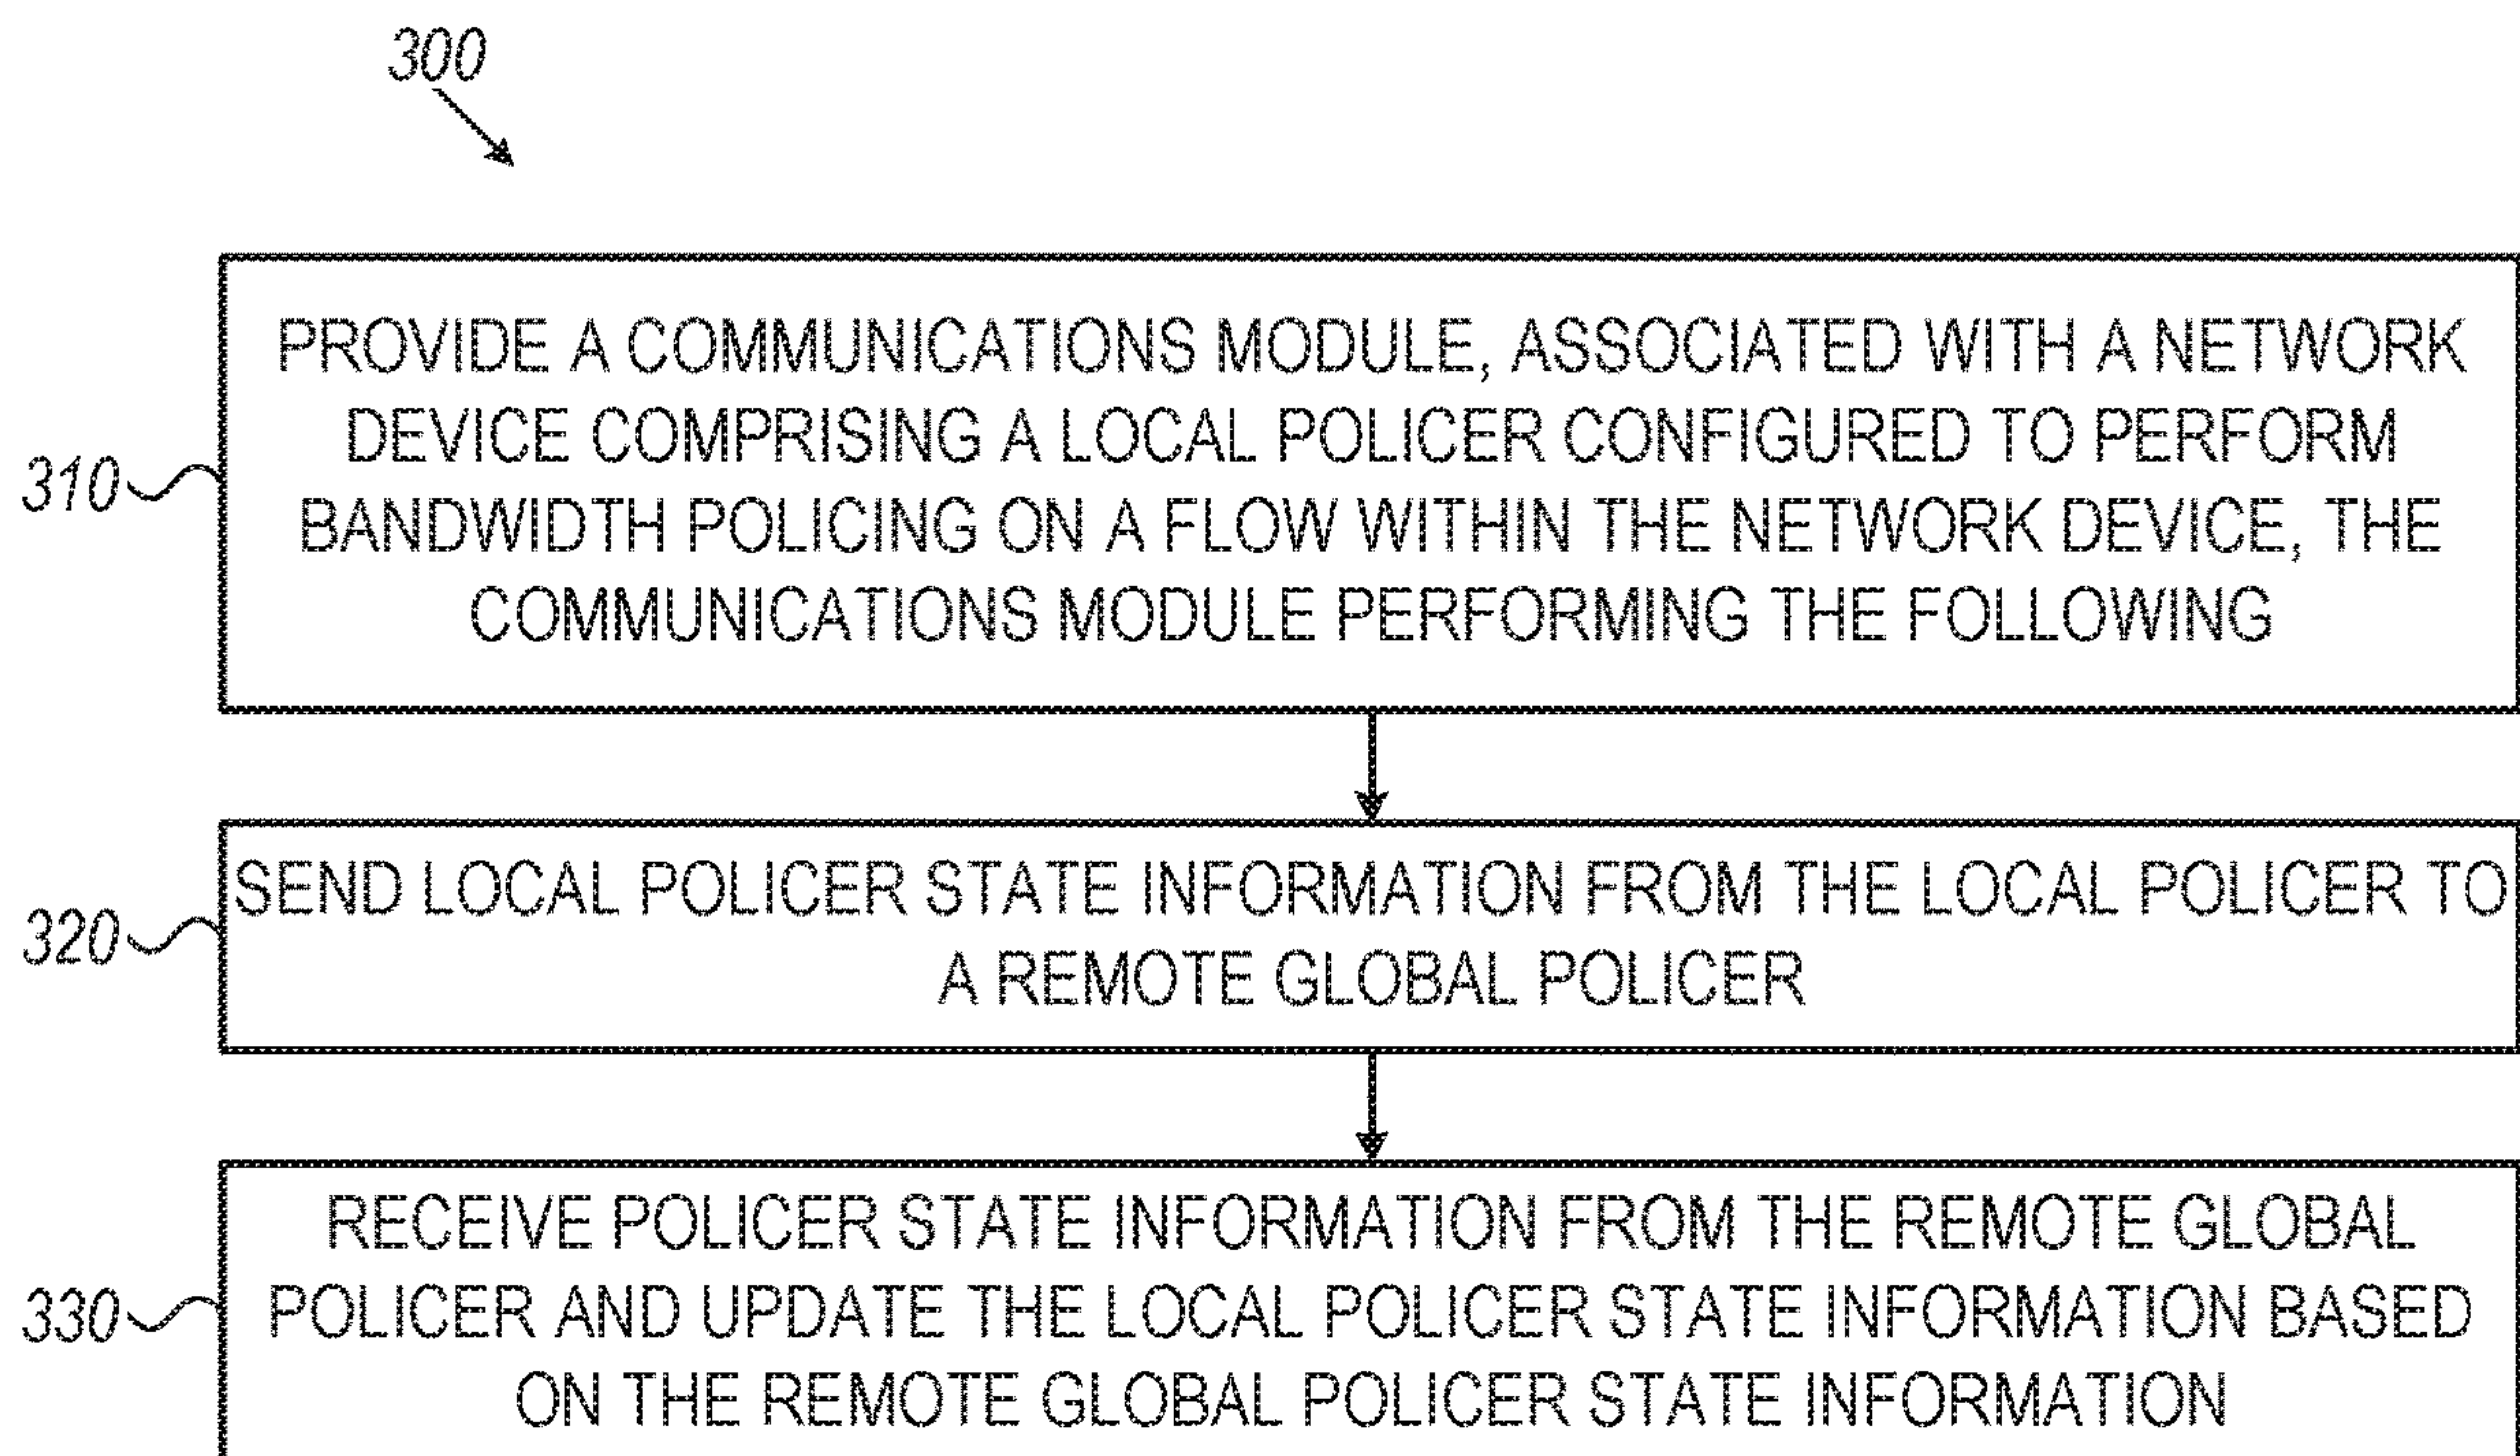 300
PROVIDE A COMMUNICATIONS MODULE, ASSOCIATED WITH A NETWORK
DEVICE COMPRISING A LOCAL POLICER CONFIGURED TO PERFORM
310
BANDWIDTH POLICING ON A FLOW WITHIN THE NETWORK DEVICE, THE
COMMUNICATIONS MODULE PERFORMING THE FOLLOWING
SEND LOCAL POLICER STATE INFORMATION FROM THE LOCAL POLICER TO
320
A REMOTE GLOBAL POLICER
RECEIVE POLICER STATE INFORMATION FROM THE REMOTE GLOBAL
330
POLICER AND UPDATE THE LOCAL POLICER STATE INFORMATION BASED
ON THE REMOTE GLOBAL POLICER STATE INFORMATION